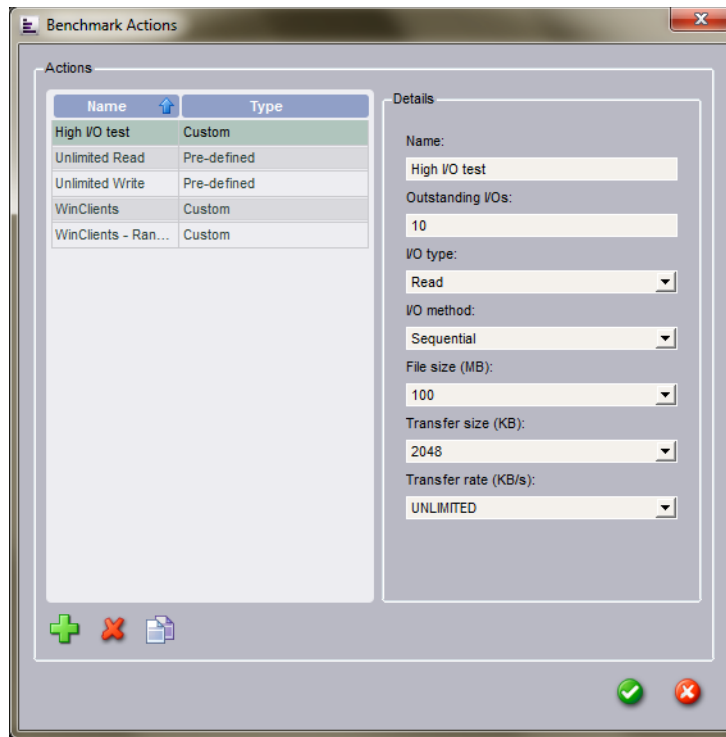 Benchmark Actions
Actions
Name Type
High I/O test Custom
Unlimited Read Pre-defined
Unlimited Write Pre-defined
WinClients Custom
WinClients - Ran... Custom
Details
Name:
High I/O test
Outstanding I/Os:
10
I/O type:
Read
I/O method:
Sequential
File size (MB):
100
Transfer size (KB):
2048
Transfer rate (KB/s):
UNLIMITED